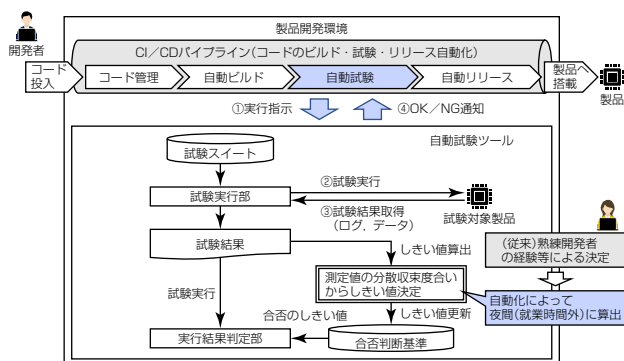 製品開発環境
開発者
CI／CDパイプライン（コードのビルド・試験・リリース自動化）
コード
投入
コード管理
自動ビルド
自動試験
自動リリース
製品へ
搭載
製品
①実行指示
④OK／NG通知
自動試験ツール
試験スイート
試験実行部
②試験実行
③試験結果取得
（ログ，データ）
試験対象製品
試験結果
しきい値算出
（従来）熟練開発者
の経験等による決定
測定値の分散収束度合い
からしきい値決定
試験実行
自動化によって
夜間（就業時間外）に算出
合否のしきい値
しきい値更新
実行結果判定部
合否判断基準